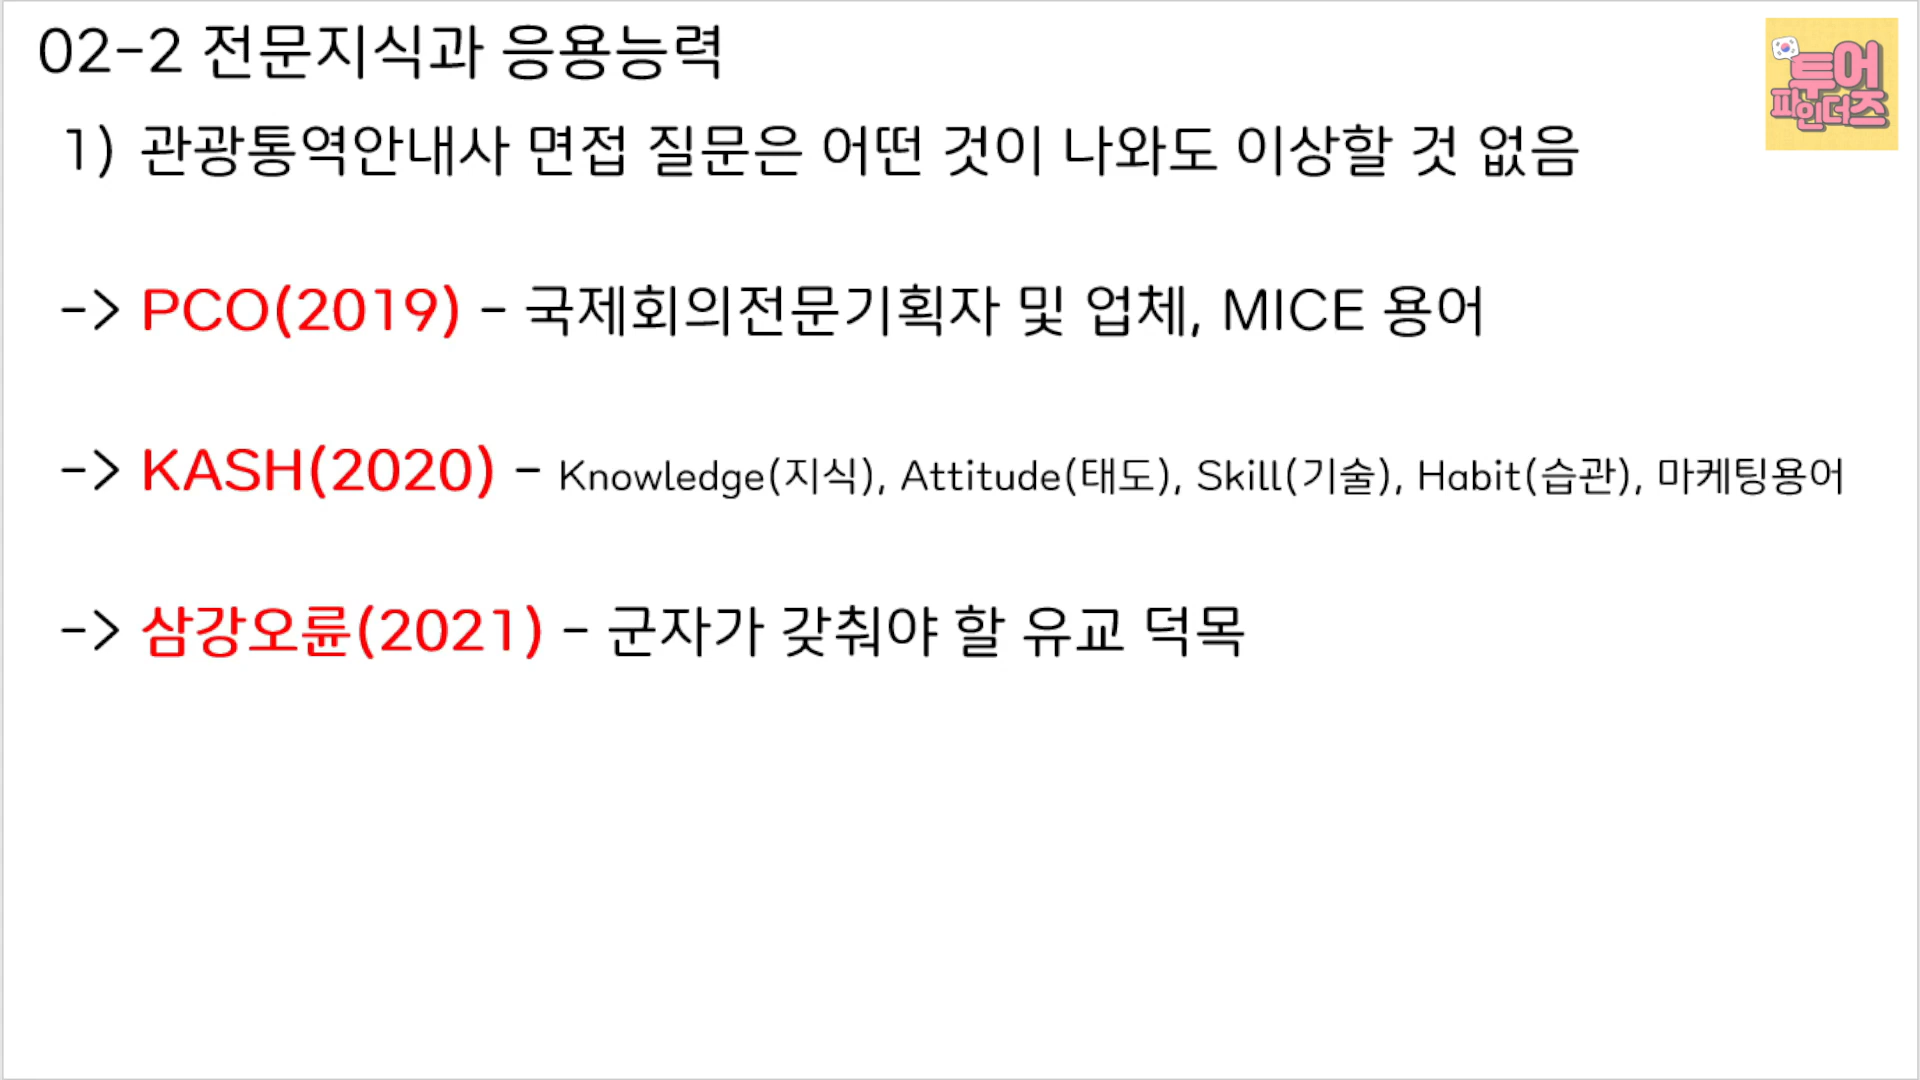 02-2 전문지식과 응용능력
투어
파인더즈
1) 관광통역안내사 면접 질문은 어떤 것이 나와도 이상할 것 없음
-> PCO(2019) - 국제회의전문기획자 및 업체, MICE 용어
-> KASH(2020) - Knowledge(지식), Attitude(태도), Skill(기술), Habit(습관), 마케팅용어
-> 삼강오륜(2021) - 군자가 갖춰야 할 유교 덕목